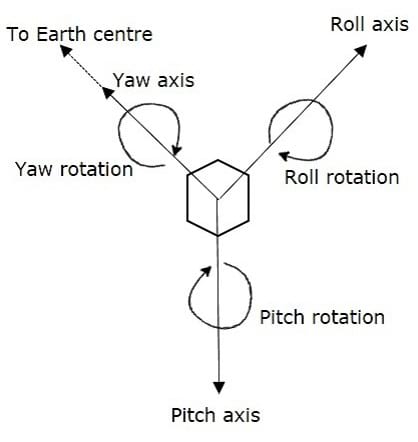 Roll axis
To Earth centre
Yaw axis
Yaw rotation
Roll rotation
Pitch rotation
Pitch axis